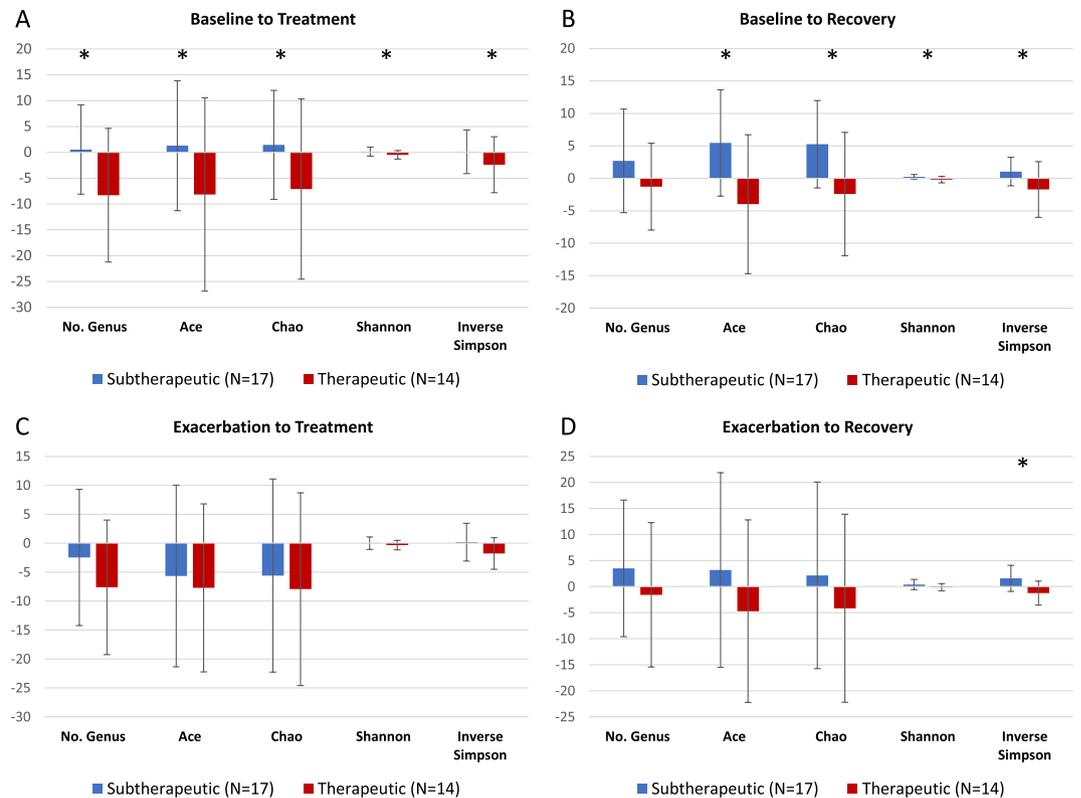 A
Baseline to Treatment
* * * * *
20
15
10
5
0
-5
-10
-15
-20
-25
-30
No. Genus Ace Chao Shannon Inverse
Simpson
Subtherapeutic (N=17) Therapeutic (N=14)
B
Baseline to Recovery
* * * *
20
15
10
5
0
-5
-10
-15
-20
No. Genus Ace Chao Shannon Inverse
Simpson
Subtherapeutic (N=17) Therapeutic (N=14)
C
Exacerbation to Treatment
15
10
5
0
-5
-10
-15
-20
-25
-30
No. Genus Ace Chao Shannon Inverse
Simpson
Subtherapeutic (N=17) Therapeutic (N=14)
D
Exacerbation to Recovery
*
25
20
15
10
5
0
-5
-10
-15
-20
-25
No. Genus Ace Chao Shannon Inverse
Simpson
Subtherapeutic (N=17) Therapeutic (N=14)